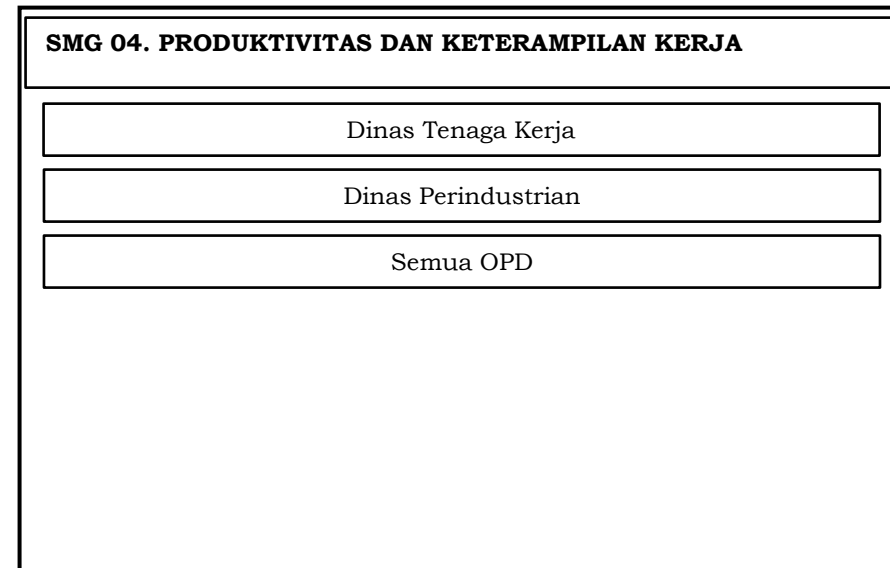 SMG 04. PRODUKTIVITAS DAN KETERAMPILAN KERJA
Dinas Tenaga Kerja
Dinas Perindustrian
Semua OPD